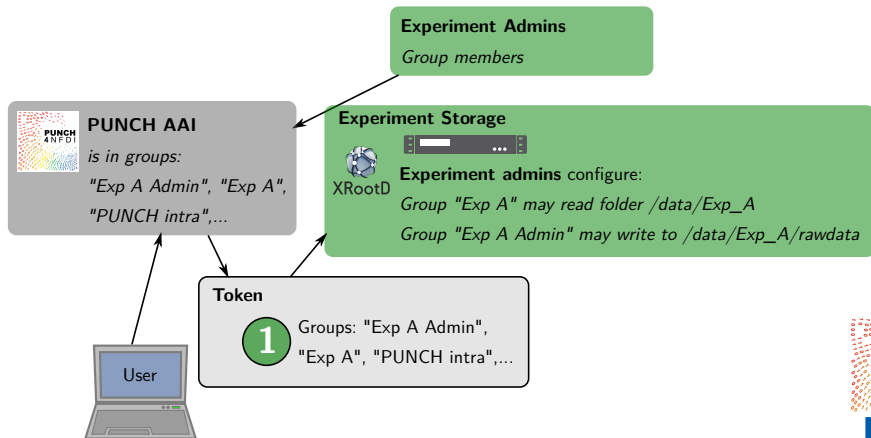 Experiment Admins
Group members
PUNCH
4NFDI
PUNCH AAI
is in groups:
"Exp A Admin", "Exp A",
"PUNCH intra",...
Experiment Storage
XRootD
Experiment admins configure:
Group "Exp A" may read folder /data/Exp_A
Group "Exp A Admin" may write to /data/Exp_A/rawdata
Token
1
Groups: "Exp A Admin",
"Exp A", "PUNCH intra",...
User